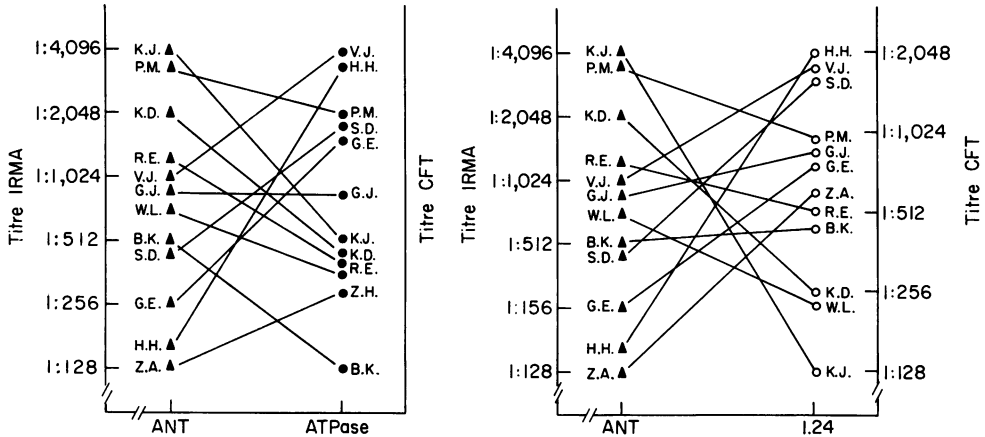 Titre IRMA
1:4,096
1:2,048
1:1,024
1:512
1:256
1:128
K.J.
P.M.
K.D.
R.E.
V.J.
G.J.
W.L.
B.K.
S.D.
G.E.
H.H.
Z.A.
V.J.
H.H.
P.M.
S.D.
G.E.
G.J.
K.J.
K.D.
R.E.
Z.H.
B.K.
ANT
ATPase
Titre CFT
Titre IRMA
1:4,096
1:2,048
1:1,024
1:512
1:156
1:128
K.J.
P.M.
K.D.
R.E.
V.J.
G.J.
W.L.
B.K.
S.D.
G.E.
H.H.
Z.A.
H.H.
V.J.
S.D.
P.M.
G.J.
G.E.
Z.A.
R.E.
B.K.
K.D.
W.L.
K.J.
1:2,048
1:1,024
1:512
1:256
1:128
ANT
1.24
Titre CFT